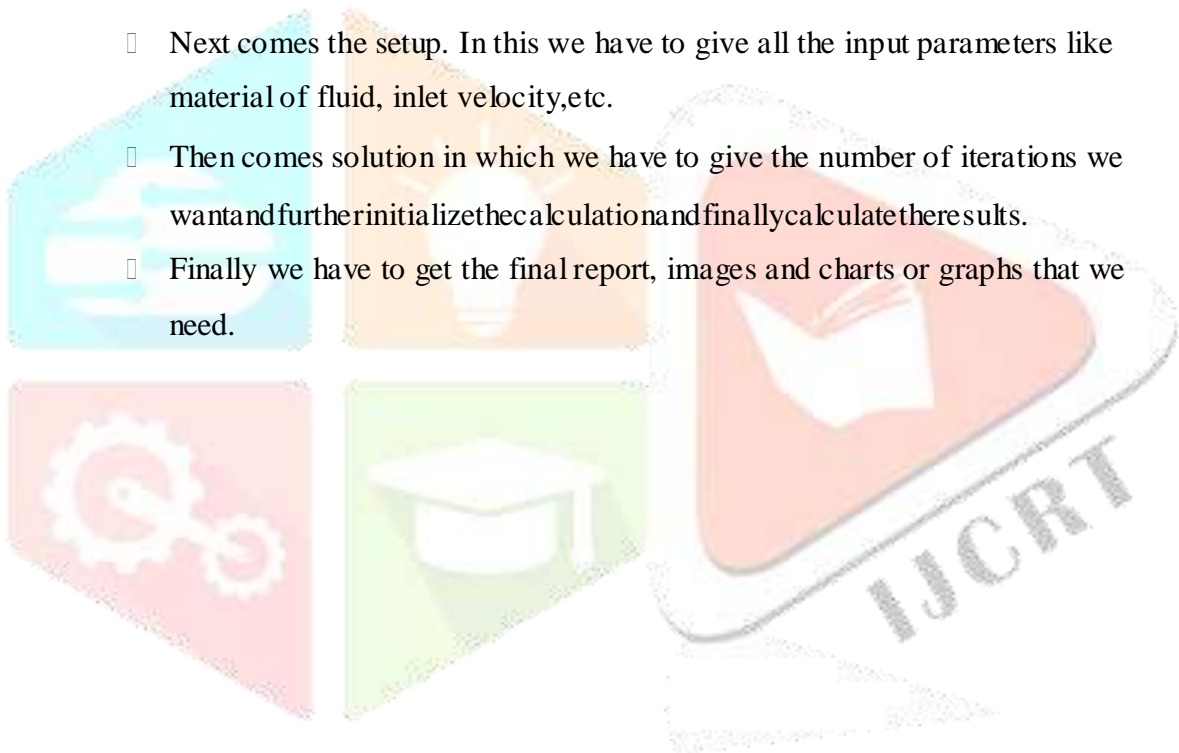 Next comes the setup. In this we have to give all the input parameters like
material of fluid, inlet velocity,etc.
Then comes solution in which we have to give the number of iterations we
wantandfurtherinitializethecalculationandfinallycalculatetheresults.
Finally we have to get the final report, images and charts or graphs that we
need.
IJCRT